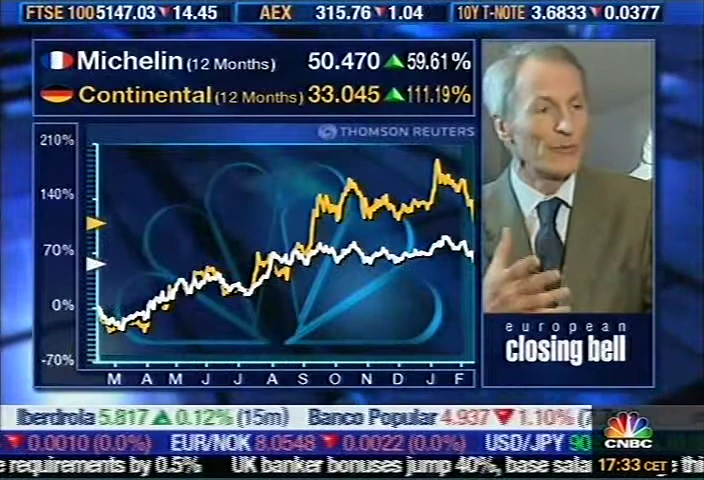 FTSE 100 5147.03 ▼ 14.45 AEX 315.76 ▼ 1.04 10Y T-NOTE 3.6833 ▼ 0.0377
Michelin (12 Months) 50.470 ▲ 59.61%
Continental (12 Months) 33.045 ▲ 111.19%
THOMSON REUTERS
210%
140%
70%
0%
-70%
M A M J J A S O N D J F
european
closing bell
Iberdrola 5.817 ▲ 0.12% (15m) Banco Popular 4.937 ▼ 1.10%
▼ 0.0010 (0.0%) EUR/NOK 8.0548 ▼ 0.0022 (0.0%) USD/JPY 90
CNBC
requirements by 0.5% UK banker bonuses jump 40%, base
17:33 CET